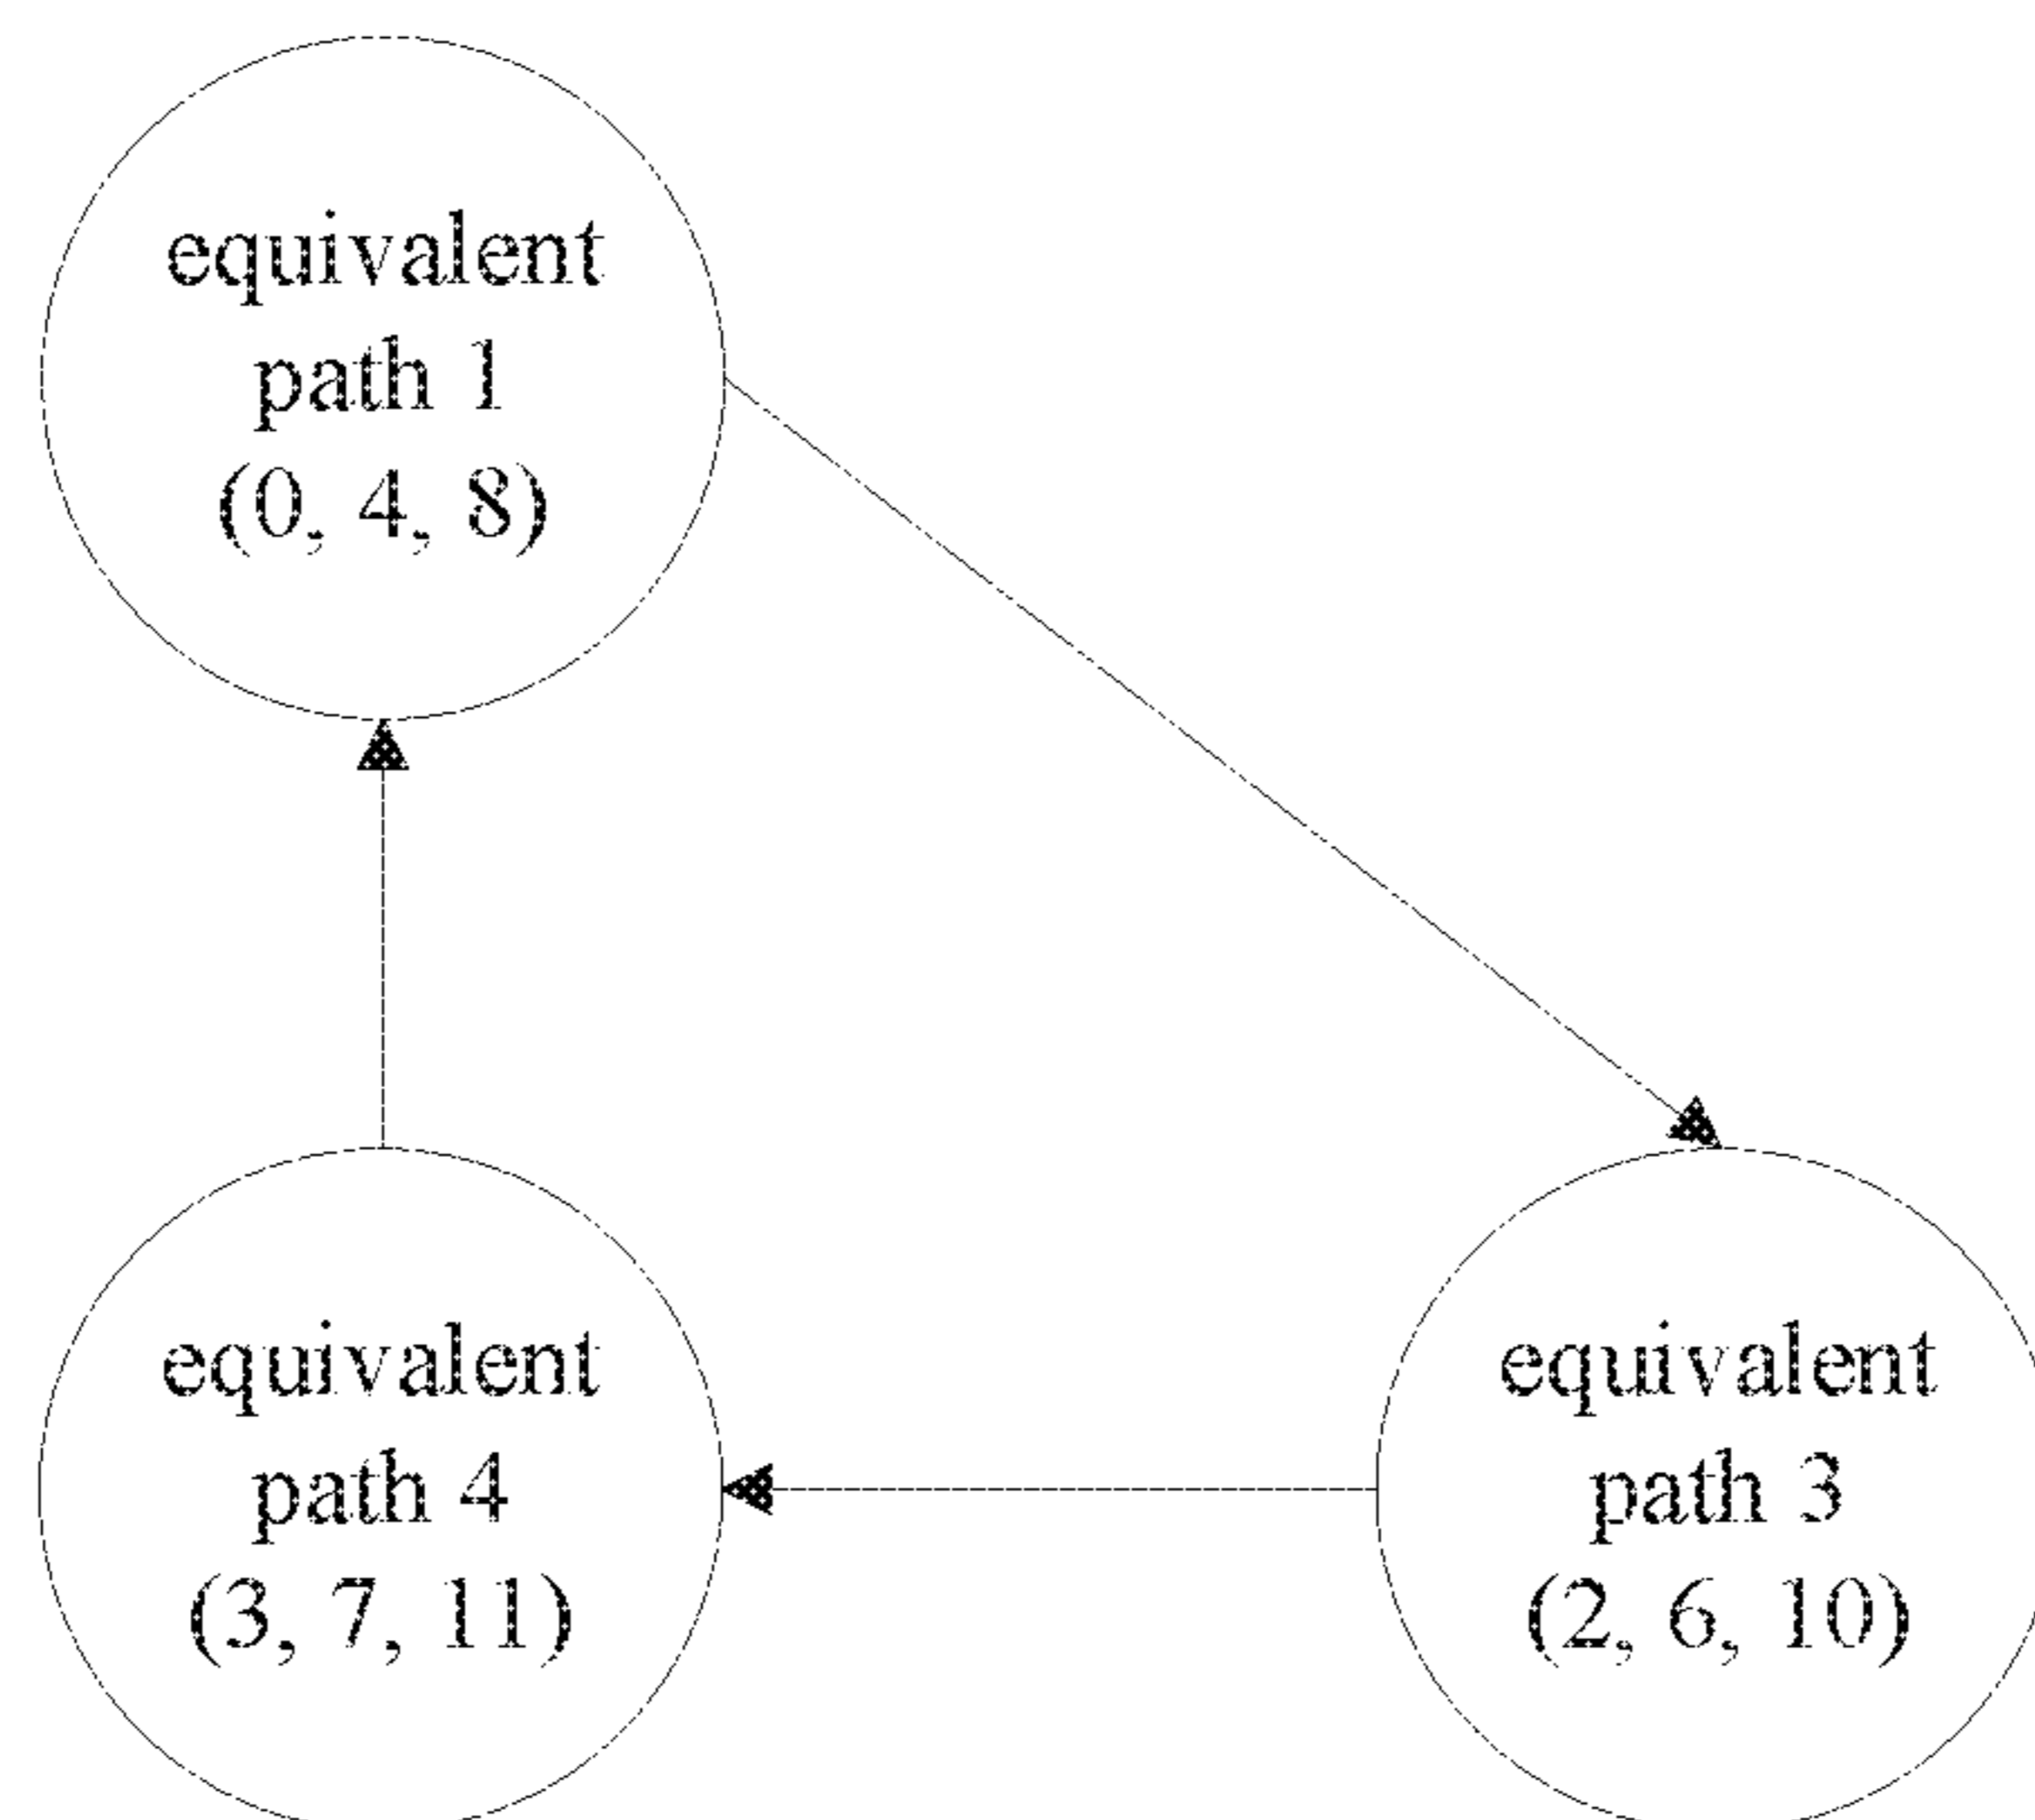 equivalent
path 1
(0, 4, 8)
equivalent
path 4
(3, 7, 11)
equivalent
path 3
(2, 6, 10)